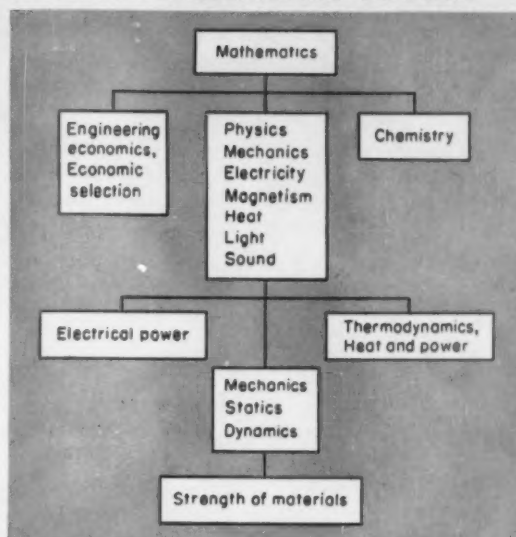 Mathematics
Engineering
economics,
Economic
selection
Physics
Mechanics
Electricity
Magnetism
Heat
Light
Sound
Chemistry
Electrical power
Thermodynamics,
Heat and power
Mechanics
Statics
Dynamics
Strength of materials